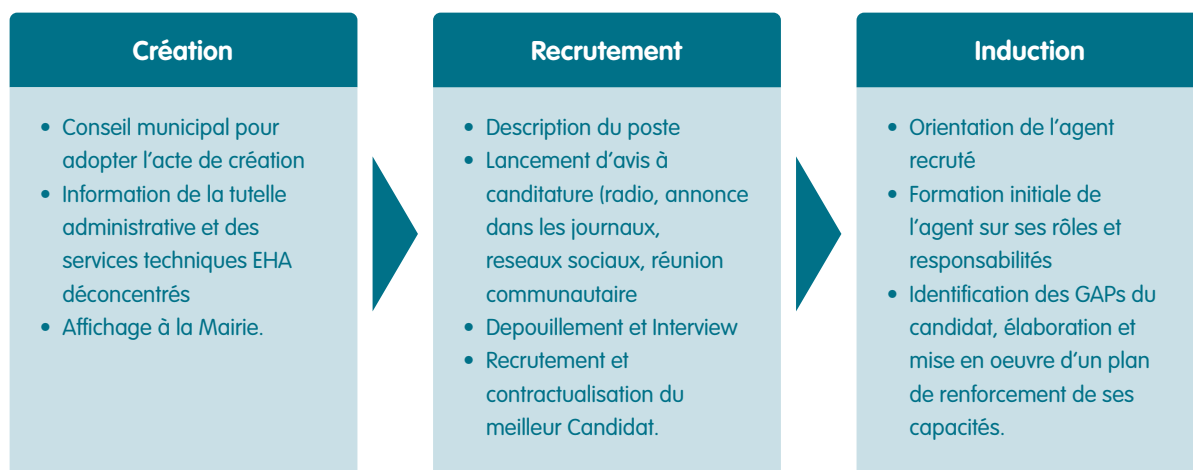 Création
• Conseil municipal pour
adopter l'acte de création
• Information de la tutelle
administrative et des
services techniques EHA
déconcentrés
• Affichage à la Mairie.
Recrutement
• Description du poste
• Lancement d'avis à
canditature (radio, annonce
dans les journaux,
reseaux sociaux, réunion
communautaire
• Depouillement et Interview
• Recrutement et
contractualisation du
meilleur Candidat.
Induction
• Orientation de l'agent
recruté
• Formation initiale de
l'agent sur ses rôles et
responsabilités
• Identification des GAPs du
candidat, élaboration et
mise en oeuvre d'un plan
de renforcement de ses
capacités.